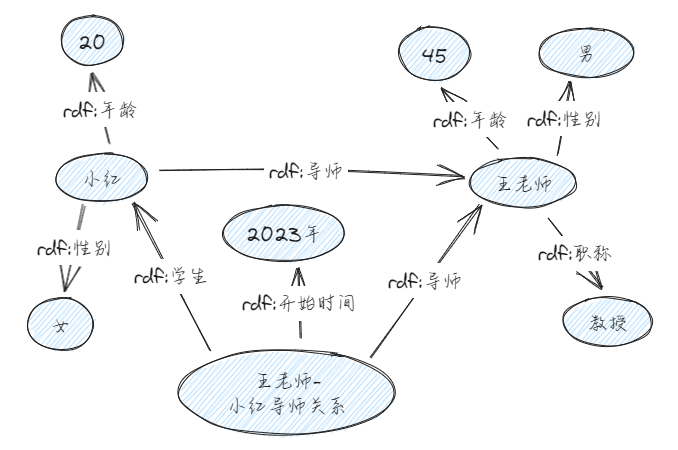 20
45
男
rdf:年龄
rdf:年龄
rdf:性别
小红
rdf:导师
王老师
rdf:性别
2023年
rdf:学生
rdf:导师
rdf:职称
rdf:开始时间
女
教授
王老师-
小红导师关系